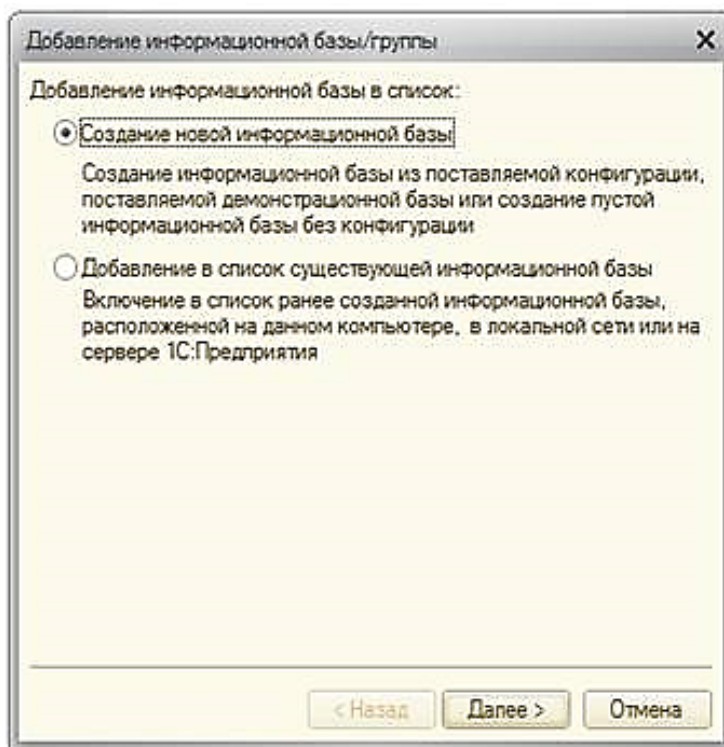 Добавление информационной базы/группы
Добавление информационной базы в список:
Создание новой информационной базы
Создание информационной базы из поставляемой конфигурации,
поставляемой демонстрационной базы или создание пустой
информационной базы без конфигурации
Добавление в список существующей информационной базы
Включение в список ранее созданной информационной базы,
расположенной на данном компьютере, в локальной сети или на
сервере 1С:Предприятия
< Назад Далее > Отмена